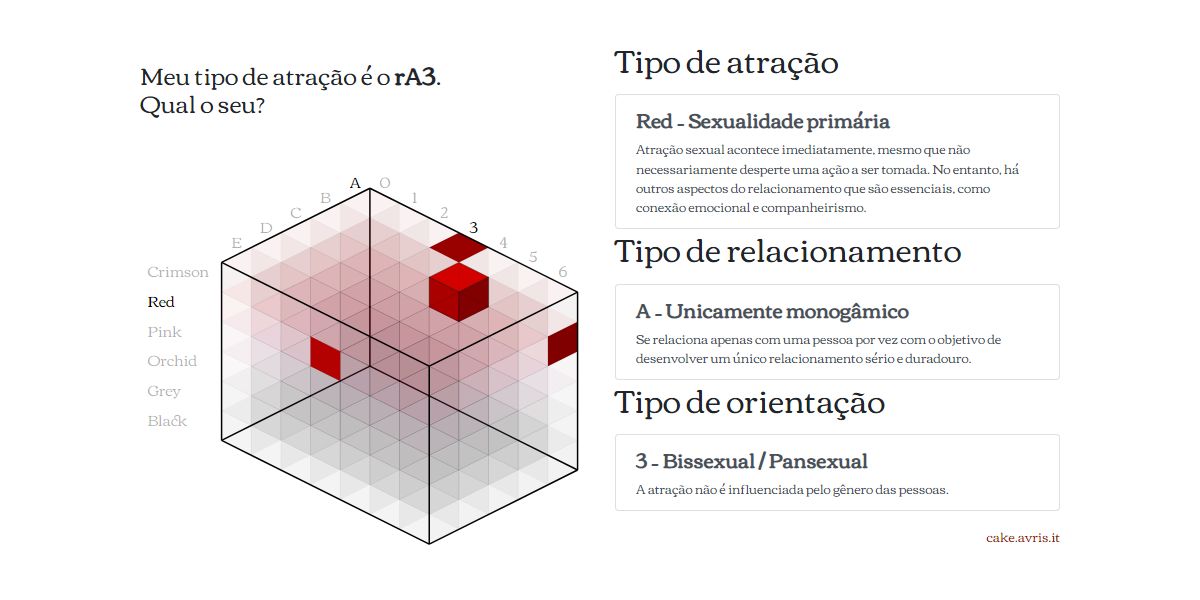 Meu tipo de atração é o rA3.
Qual o seu?
A
B
C
D
E
O
1
2
3
4
5
6
Crimson
Red
Pink
Orchid
Grey
Black
Tipo de atração
Red - Sexualidade primária
Atração sexual acontece imediatamente, mesmo que não
necessariamente desperte uma ação a ser tomada. No entanto, há
outros aspectos do relacionamento que são essenciais, como
conexão emocional e companheirismo.
Tipo de relacionamento
A - Unicamente monogâmico
Se relaciona apenas com uma pessoa por vez com o objetivo de
desenvolver um único relacionamento sério e duradouro.
Tipo de orientação
3 - Bissexual / Pansexual
A atração não é influenciada pelo gênero das pessoas.
cake.avris.it